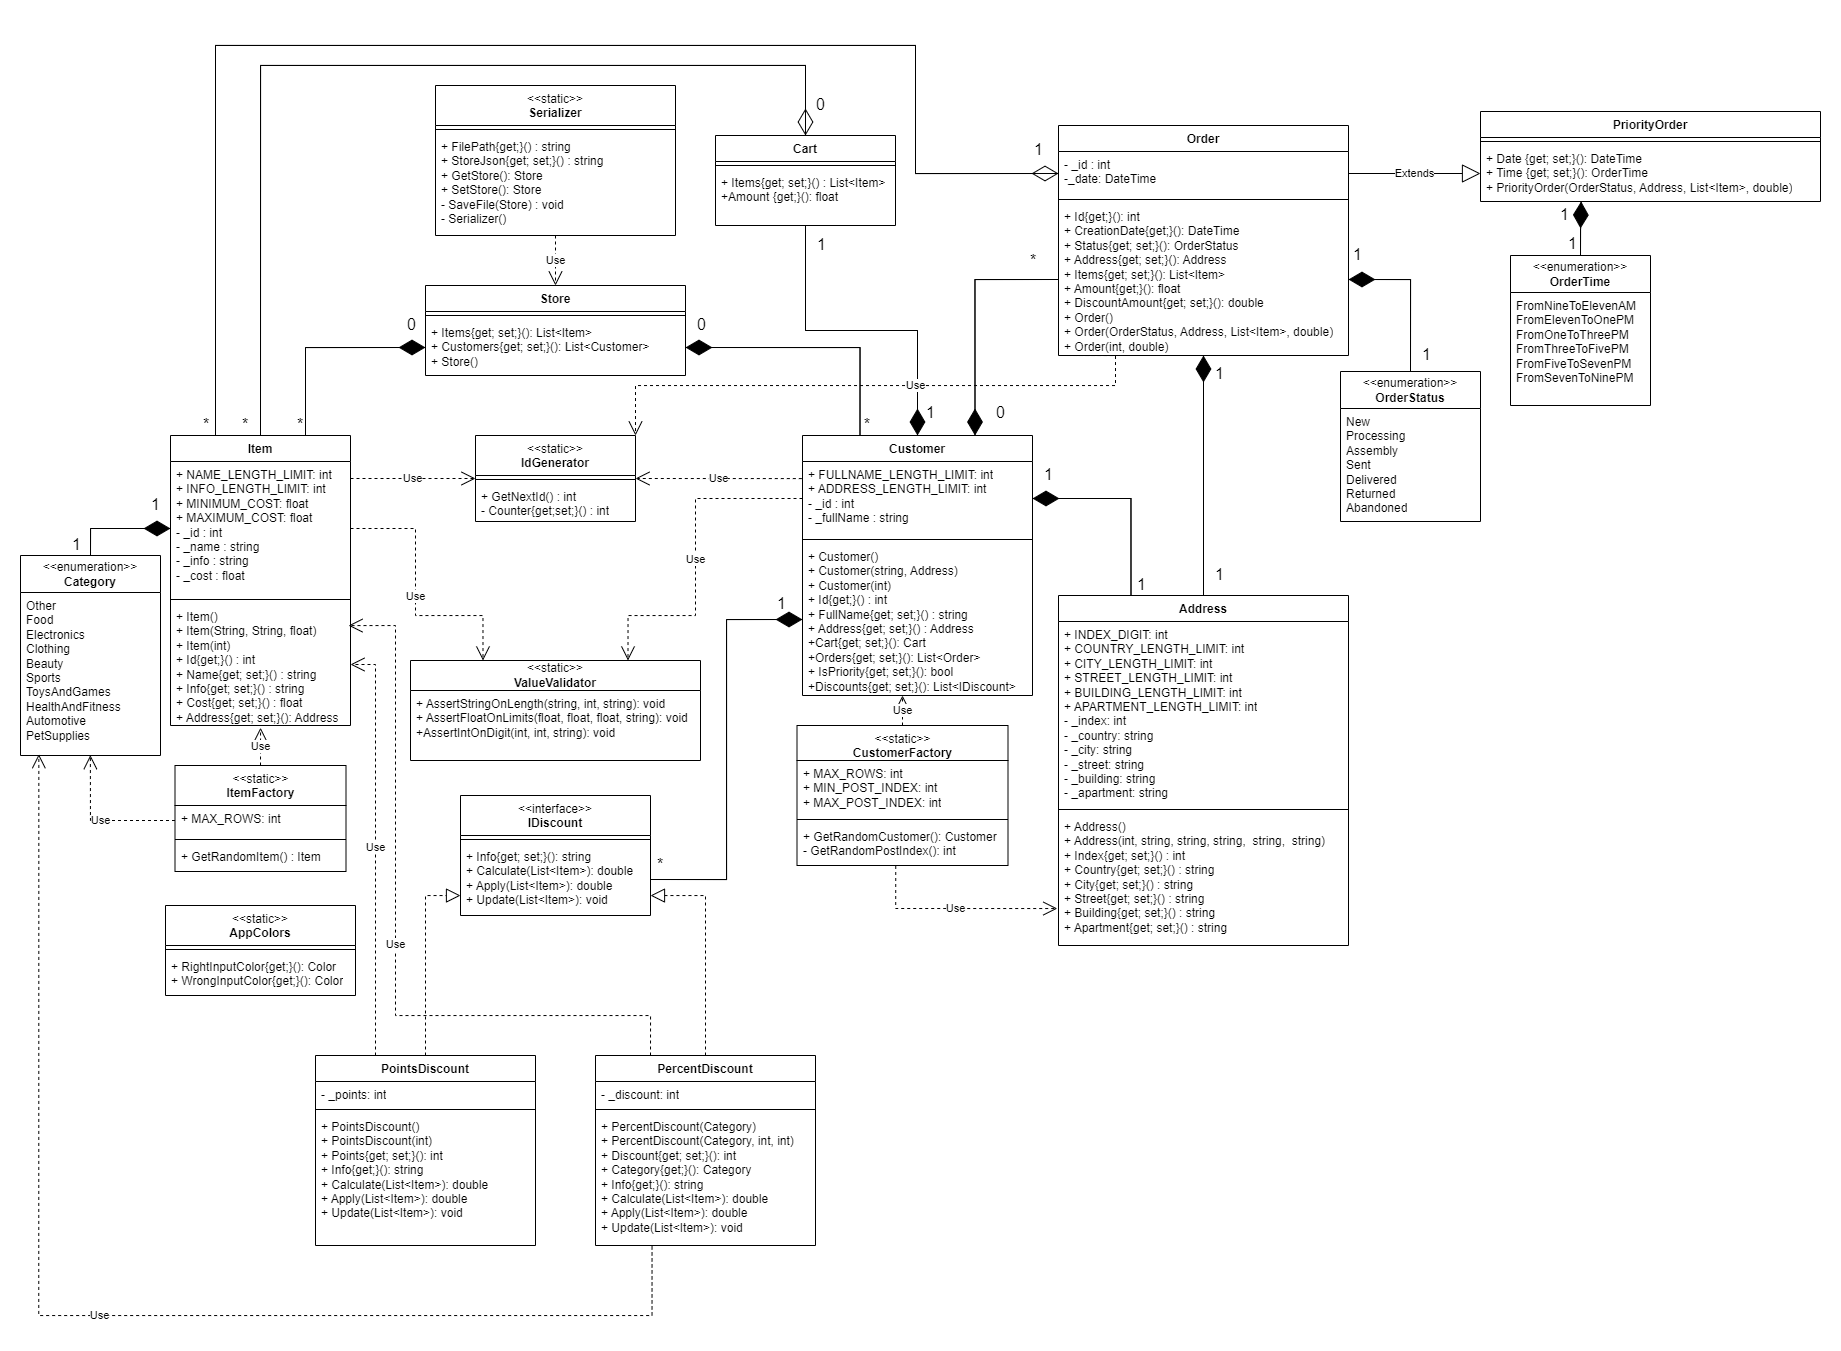 <<static>>
Serializer
+ FilePath{get;}() : string
+ StoreJson{get; set;}() : string
+ GetStore(): Store
+ SetStore(): Store
- SaveFile(Store) : void
- Serializer()
Use
0
Cart
+ Items{get; set;}() : List<Item>
+Amount {get;}(): float
1
1
Order
- _id : int
-_date: DateTime
+ Id{get;}(): int
+ CreationDate{get;}(): DateTime
+ Status{get; set;}(): OrderStatus
+ Address{get; set;}(): Address
+ Items{get; set;}(): List<Item>
+ Amount{get;}(): float
+ DiscountAmount{get; set;}(): double
+ Order()
+ Order(OrderStatus, Address, List<Item>, double)
+ Order(int, double)
*
Extends
PriorityOrder
+ Date {get; set;}(): DateTime
+ Time {get; set;}(): OrderTime
+ PriorityOrder(OrderStatus, Address, List<Item>, double)
1
1
<<enumeration>>
OrderTime
FromNineToElevenAM
FromElevenToOnePM
FromOneToThreePM
FromThreeToFivePM
FromFiveToSevenPM
FromSevenToNinePM
1
1
<<enumeration>>
OrderStatus
New
Processing
Assembly
Sent
Delivered
Returned
Abandoned
0
Store
+ Items{get; set;}(): List<Item>
+ Customers{get; set;}(): List<Customer>
+ Store()
0
Use
1
0
1
*
*
*
*
Item
+ NAME_LENGTH_LIMIT: int
+ INFO_LENGTH_LIMIT: int
+ MINIMUM_COST: float
+ MAXIMUM_COST: float
- _id : int
- _name : string
- _info : string
- _cost : float
+ Item()
+ Item(String, String, float)
+ Item(int)
+ Id{get;}() : int
+ Name{get; set;}() : string
+ Info{get; set;}() : string
+ Cost{get; set;}() : float
+ Address{get; set;}(): Address
Use
<<static>>
IdGenerator
+ GetNextId() : int
- Counter{get;set;}() : int
Use
Customer
+ FULLNAME_LENGTH_LIMIT: int
+ ADDRESS_LENGTH_LIMIT: int
- _id : int
- _fullName : string
+ Customer()
+ Customer(string, Address)
+ Customer(int)
+ Id{get;}() : int
+ FullName{get; set;}() : string
+ Address{get; set;}() : Address
+Cart{get; set;}(): Cart
+Orders{get; set;}(): List<Order>
+ IsPriority{get; set;}(): bool
+Discounts{get; set;}(): List<IDiscount>
1
1
1
1
1
<<enumeration>>
Category
Other
Food
Electronics
Clothing
Beauty
Sports
ToysAndGames
HealthAndFitness
Automotive
PetSupplies
Use
Use
1
<<static>>
ValueValidator
+ AssertStringOnLength(string, int, string): void
+ AssertFloatOnLimits(float, float, float, string): void
+AssertIntOnDigit(int, int, string): void
Address
+ INDEX_DIGIT: int
+ COUNTRY_LENGTH_LIMIT: int
+ CITY_LENGTH_LIMIT: int
+ STREET_LENGTH_LIMIT: int
+ BUILDING_LENGTH_LIMIT: int
+ APARTMENT_LENGTH_LIMIT: int
- _index: int
- _country: string
- _city: string
- _street: string
- _building: string
- _apartment: string
+ Address()
+ Address(int, string, string, string, string, string)
+ Index{get; set;}() : int
+ Country{get; set;}() : string
+ City{get; set;}() : string
+ Street{get; set;}() : string
+ Building{get; set;}() : string
+ Apartment{get; set;}() : string
Use
Use
<<static>>
ItemFactory
+ MAX_ROWS: int
+ GetRandomItem() : Item
Use
<<static>>
CustomerFactory
+ MAX_ROWS: int
+ MIN_POST_INDEX: int
+ MAX_POST_INDEX: int
+ GetRandomCustomer(): Customer
- GetRandomPostIndex(): int
Use
<<interface>>
IDiscount
+ Info{get; set;}(): string
+ Calculate(List<Item>): double
+ Apply(List<Item>): double
+ Update(List<Item>): void
*
Use
Use
<<static>>
AppColors
+ RightInputColor{get;}(): Color
+ WrongInputColor{get;}(): Color
PointsDiscount
- _points: int
+ PointsDiscount()
+ PointsDiscount(int)
+ Points{get; set;}(): int
+ Info{get;}(): string
+ Calculate(List<Item>): double
+ Apply(List<Item>): double
+ Update(List<Item>): void
PercentDiscount
- _discount: int
+ PercentDiscount(Category)
+ PercentDiscount(Category, int, int)
+ Discount{get; set;}(): int
+ Category{get;}(): Category
+ Info{get;}(): string
+ Calculate(List<Item>): double
+ Apply(List<Item>): double
+ Update(List<Item>): void
Use